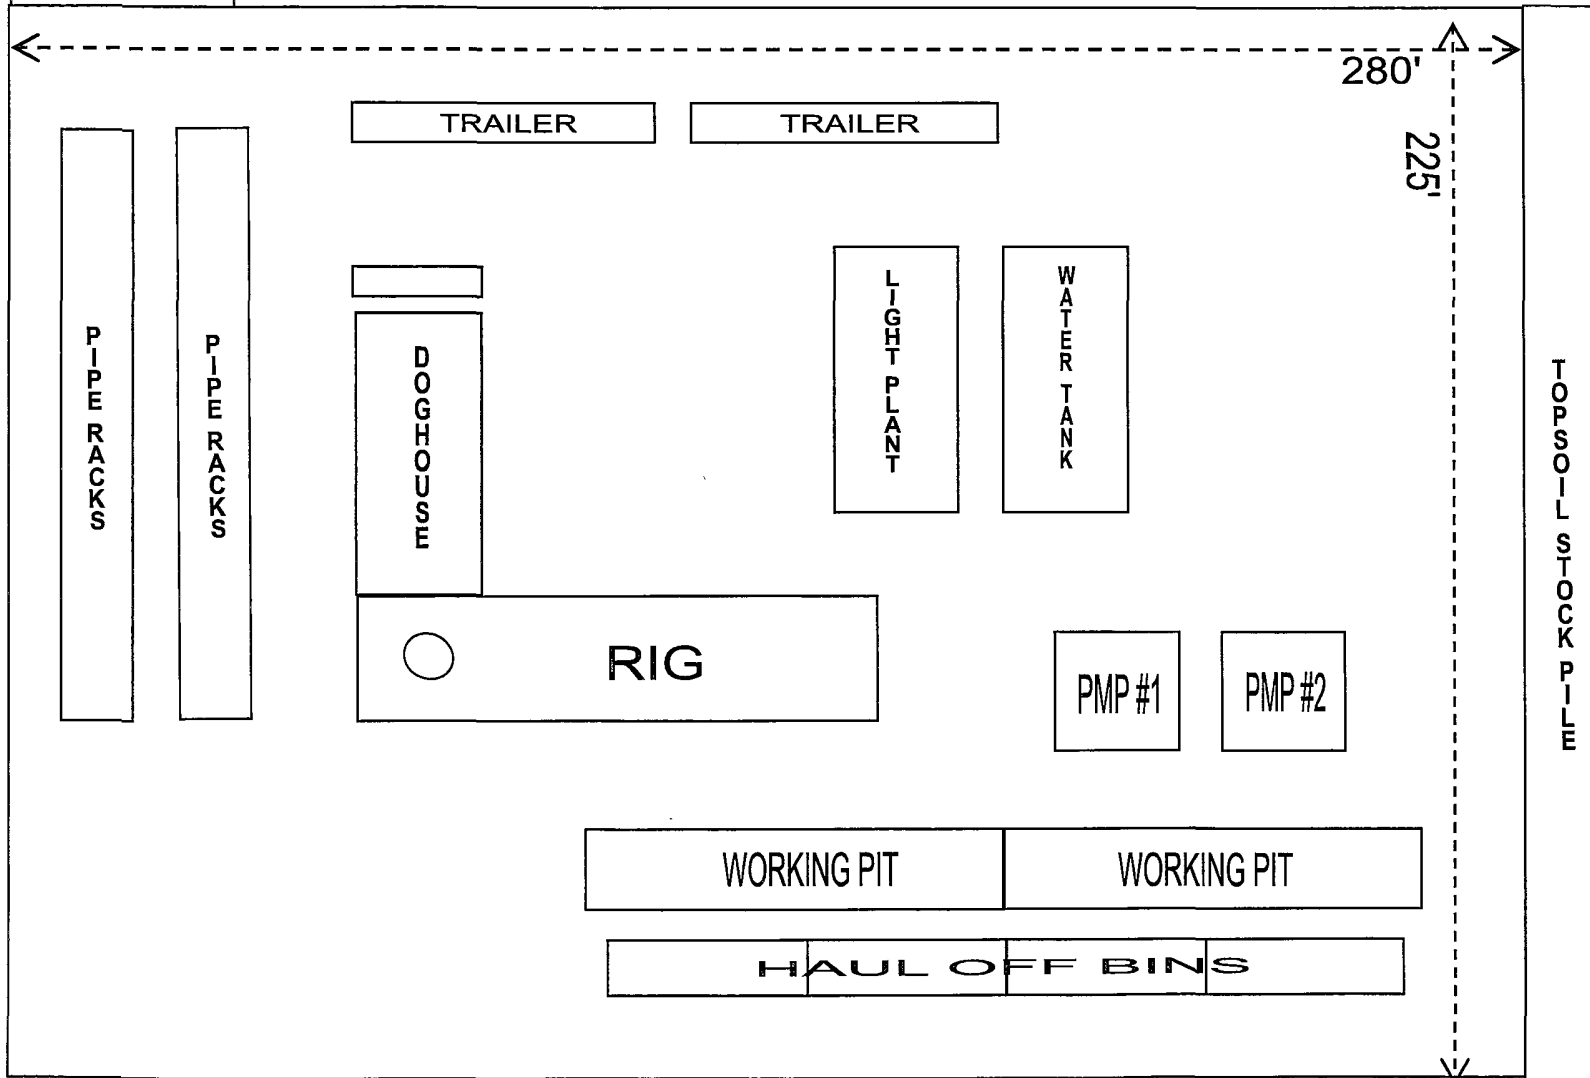 280'
225'
TRAILER
TRAILER
PIPE RACKS
PIPE RACKS
DOGHOUSE
LIGHT PLANT
WATER TANK
TOPSOIL STOCK PILE
RIG
PMP #1
PMP #2
WORKING PIT
WORKING PIT
HAUL OFF BINS